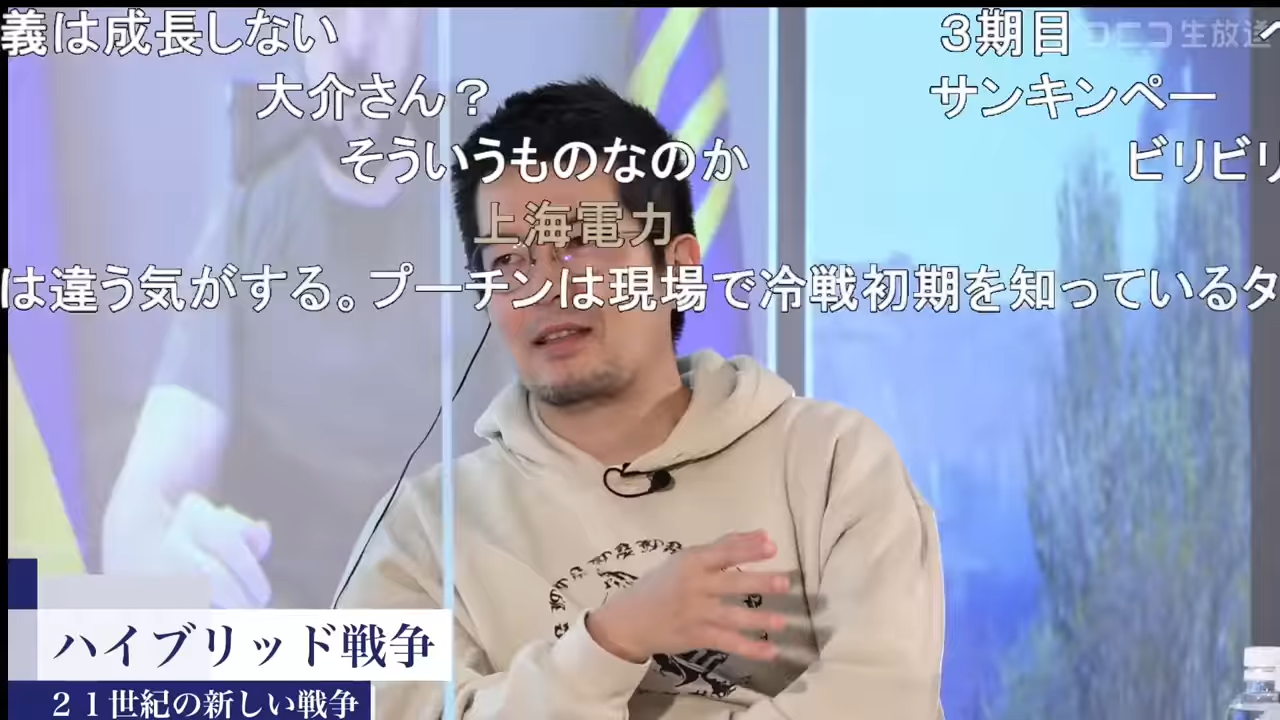 義は成長しない
3期目
ニコニコ生放送
大介さん?
サンキンペー
そういうものなのか
ビリビリ
上海電力
は違う気がする。プーチンは現場で冷戦初期を知っているタ
ハイブリッド戦争
21世紀の新しい戦争